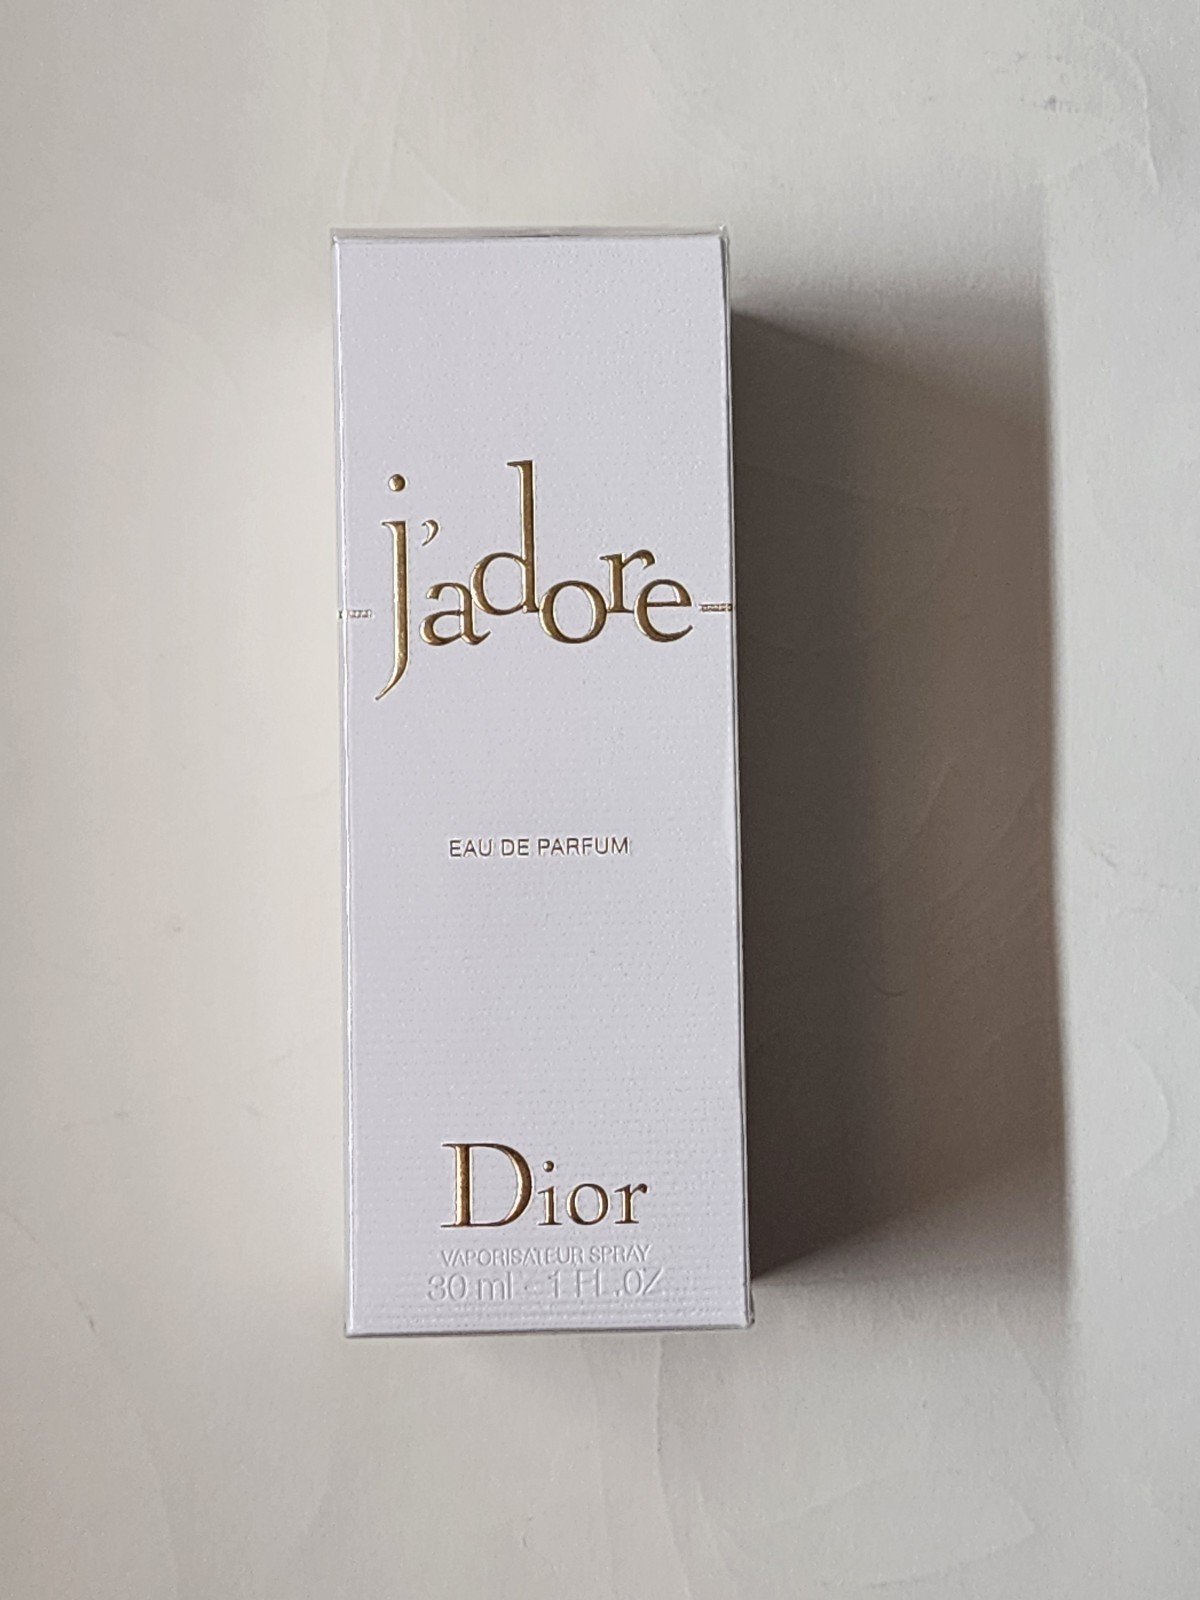 j'adore
EAU DE PARFUM
Dior
VAPORISATEUR SPRAY
30 ml - 1 FL.OZ